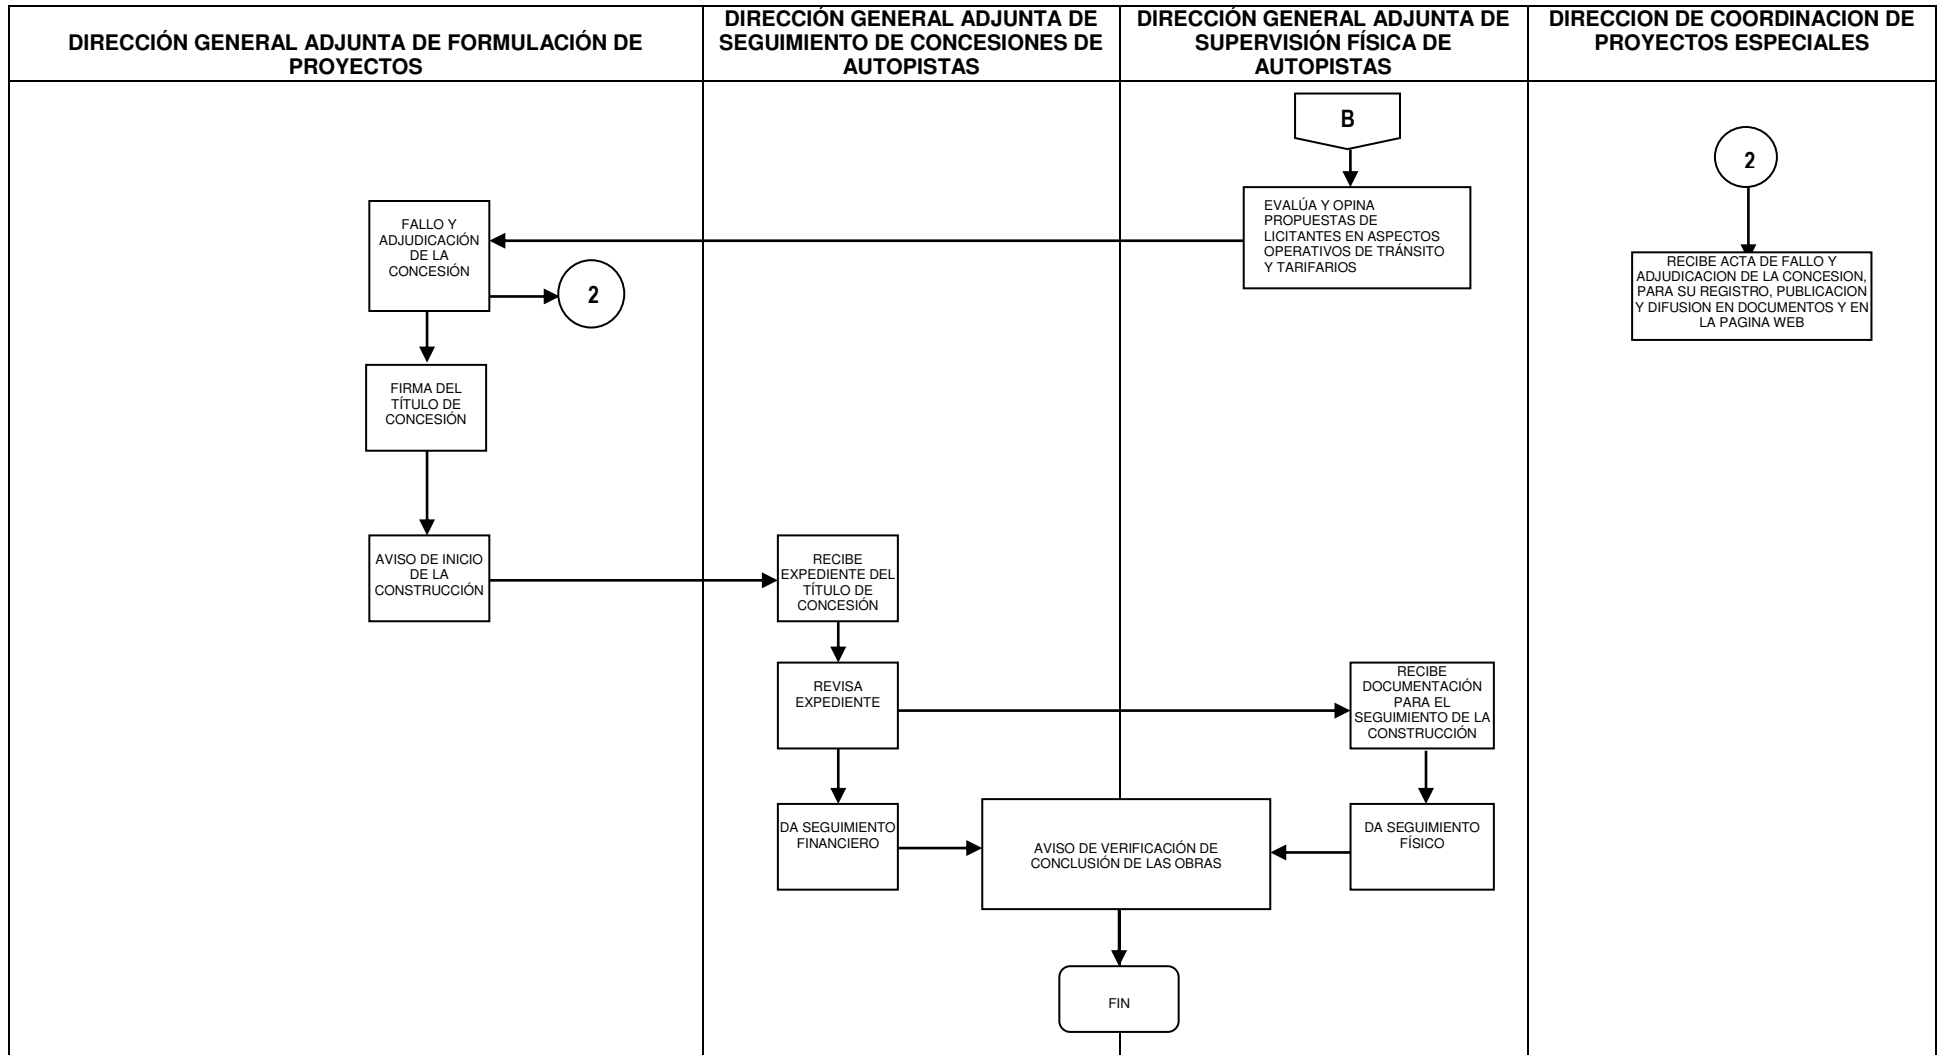 DIRECCIÓN GENERAL ADJUNTA DE FORMULACIÓN DE
PROYECTOS
DIRECCIÓN GENERAL ADJUNTA DE
SEGUIMIENTO DE CONCESIONES DE
AUTOPISTAS
DIRECCIÓN GENERAL ADJUNTA DE
SUPERVISIÓN FÍSICA DE
AUTOPISTAS
DIRECCION DE COORDINACION DE
PROYECTOS ESPECIALES
B
2
EVALÚA Y OPINA
PROPUESTAS DE
LICITANTES EN ASPECTOS
OPERATIVOS DE TRÁNSITO
Y TARIFARIOS
FALLO Y
ADJUDICACIÓN
DE LA
CONCESIÓN
2
RECIBE ACTA DE FALLO Y
ADJUDICACION DE LA CONCESION,
PARA SU REGISTRO, PUBLICACION
Y DIFUSION EN DOCUMENTOS Y EN
LA PAGINA WEB
FIRMA DEL
TÍTULO DE
CONCESIÓN
AVISO DE INICIO
DE LA
CONSTRUCCIÓN
RECIBE
EXPEDIENTE DEL
TÍTULO DE
CONCESIÓN
REVISA
EXPEDIENTE
RECIBE
DOCUMENTACIÓN
PARA EL
SEGUIMIENTO DE LA
CONSTRUCCIÓN
DA SEGUIMIENTO
FINANCIERO
AVISO DE VERIFICACIÓN DE
CONCLUSIÓN DE LAS OBRAS
DA SEGUIMIENTO
FÍSICO
FIN